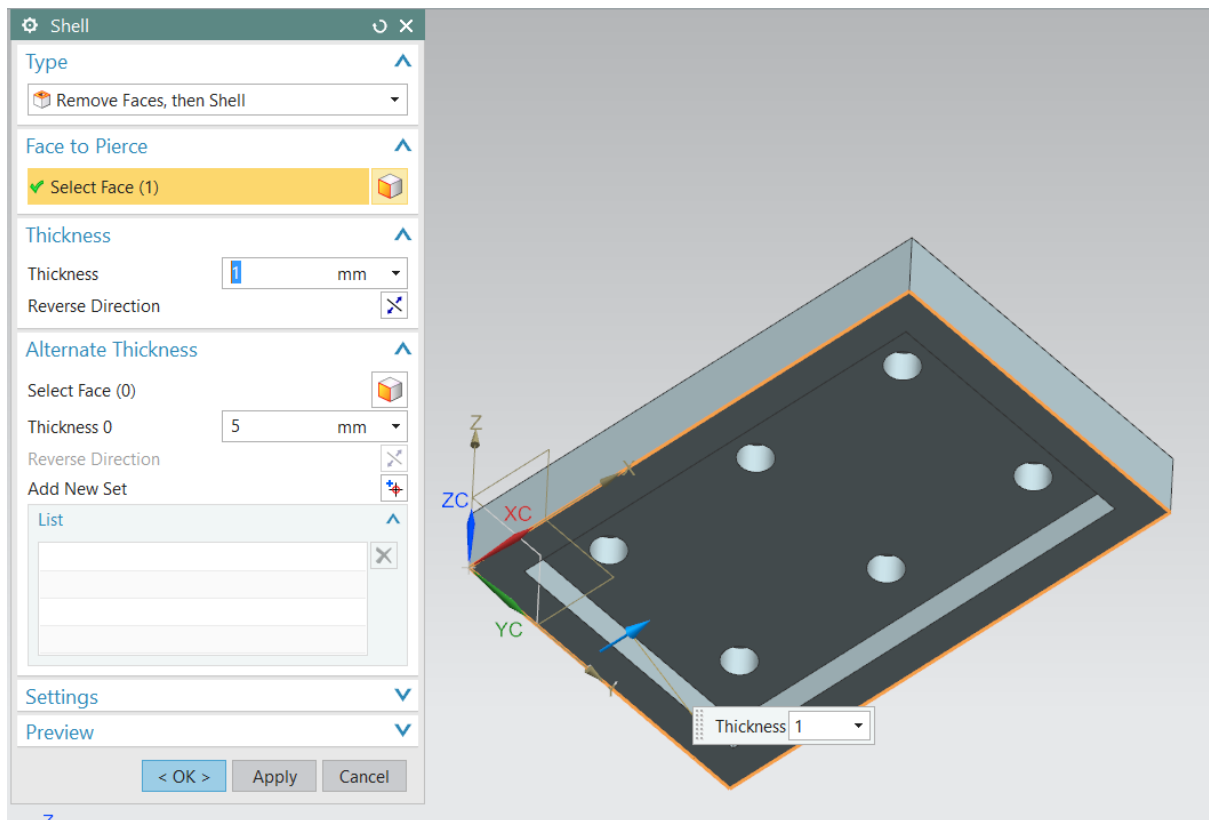 Shell
Type
Remove Faces, then Shell
Face to Pierce
Select Face (1)
Thickness
Thickness 1 mm
Reverse Direction
Alternate Thickness
Select Face (0)
Thickness 0 5 mm
Reverse Direction
Add New Set
List
Settings
Preview
< OK > Apply Cancel
Z
Z
X
ZC
XC
YC
Y
Thickness 1